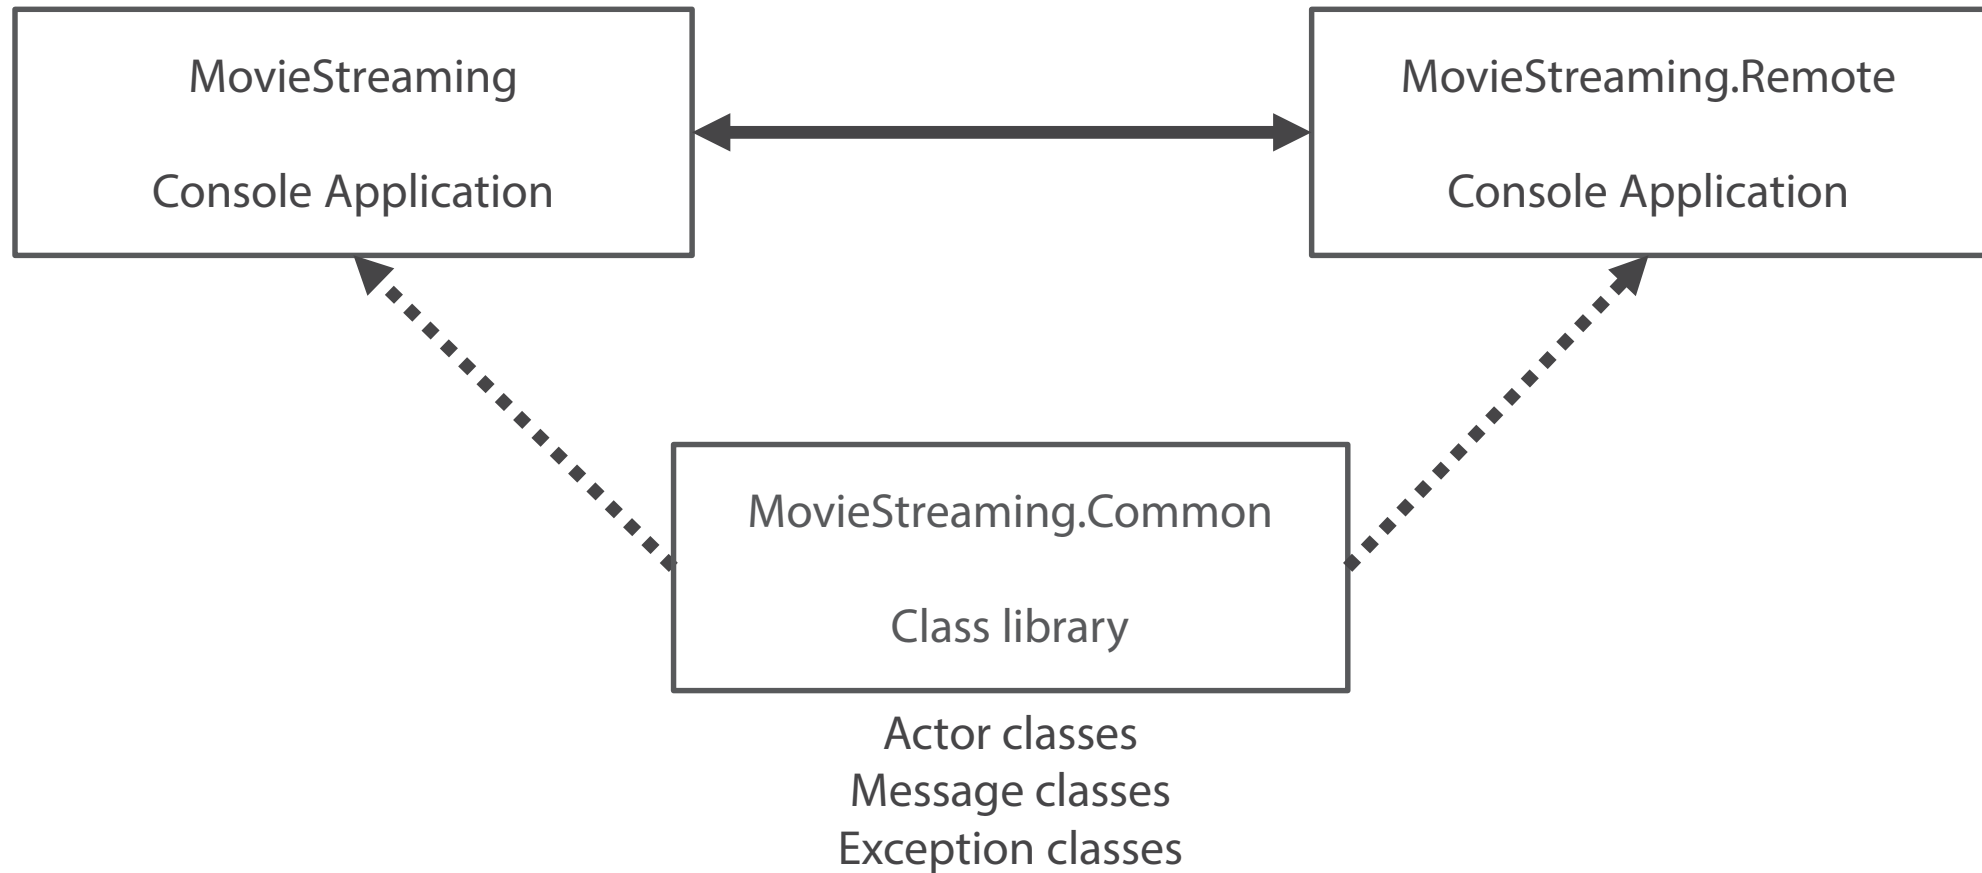 MovieStreaming
Console Application
MovieStreaming.Remote
Console Application
MovieStreaming.Common
Class library
Actor classes
Message classes
Exception classes